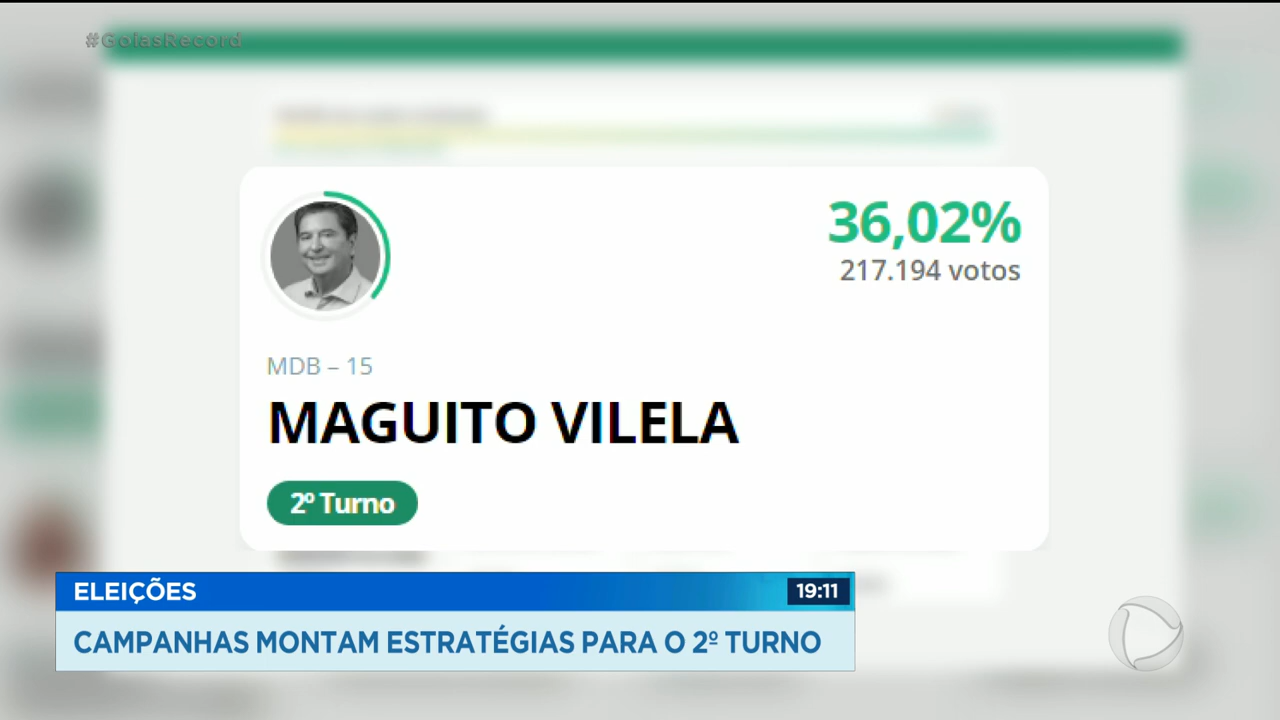 #GoiasRecord
36,02%
217.194 votos
MDB – 15
MAGUITO VILELA
2º Turno
ELEIÇÕES
19:11
CAMPANHAS MONTAM ESTRATÉGIAS PARA O 2º TURNO